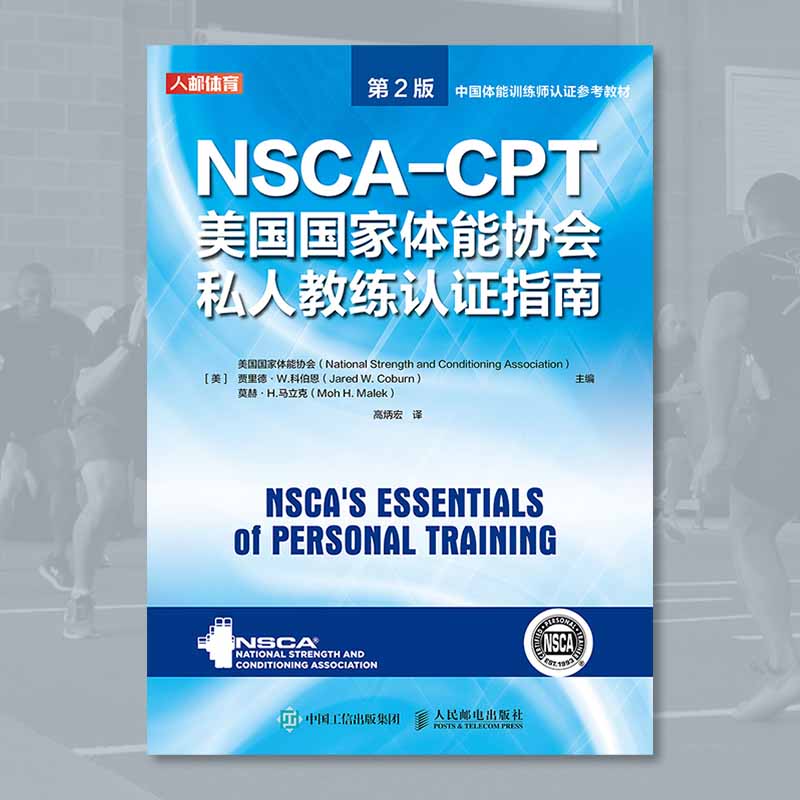 人邮体育
第2版
中国体能训练师认证参考教材
NSCA-CPT
美国国家体能协会
私人教练认证指南
美国国家体能协会（National Strength and Conditioning Association）
［美］ 贾里德·W.科伯恩（Jared W. Coburn） 主编
莫赫·H.马立克（Moh H. Malek）
高炳宏 译
NSCA'S ESSENTIALS
of PERSONAL TRAINING
NSCA®
NATIONAL STRENGTH AND
CONDITIONING ASSOCIATION
CERTIFIED · PERSONAL · TRAINER
NSCA
EST. 1993
®
中国工信出版集团
人民邮电出版社
POSTS & TELECOM PRESS